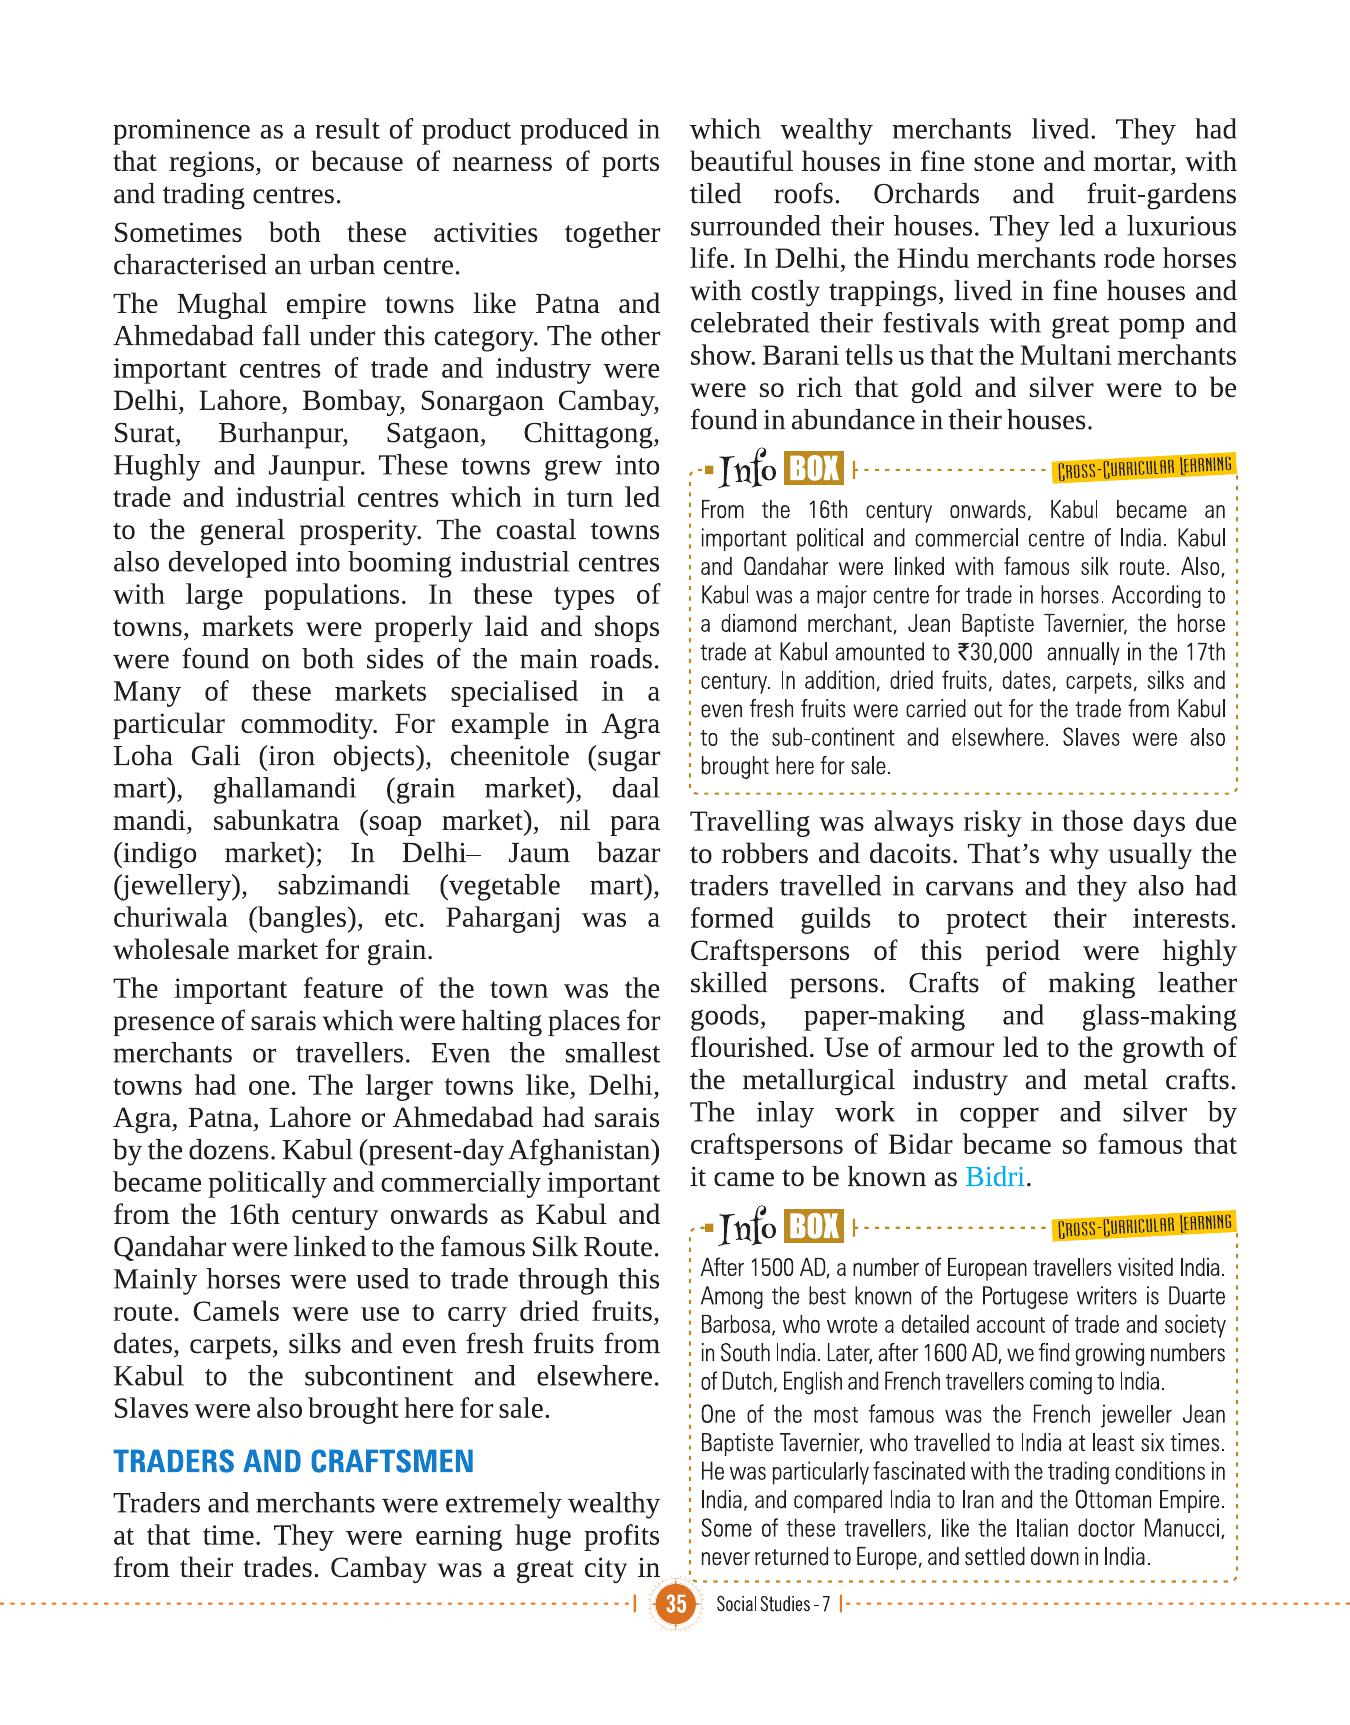 prominence as a result of product produced in
that regions, or because of nearness of ports
and trading centres.
Sometimes both these activities together
characterised an urban centre.
The Mughal empire towns like Patna and
Ahmedabad fall under this category. The other
important centres of trade and industry were
Delhi, Lahore, Bombay, Sonargaon Cambay,
Surat, Burhanpur, Satgaon, Chittagong,
Hughly and Jaunpur. These towns grew into
trade and industrial centres which in turn led
to the general prosperity. The coastal towns
also developed into booming industrial centres
with large populations. In these types of
towns, markets were properly laid and shops
were found on both sides of the main roads.
Many of these markets specialised in a
particular commodity. For example in Agra
Loha Gali (iron objects), cheenitole (sugar
mart), ghallamandi (grain market), daal
mandi, sabunkatra (soap market), nil para
(indigo market); In Delhi– Jaum bazar
(jewellery), sabzimandi (vegetable mart),
churiwala (bangles), etc. Paharganj was a
wholesale market for grain.
The important feature of the town was the
presence of sarais which were halting places for
merchants or travellers. Even the smallest
towns had one. The larger towns like, Delhi,
Agra, Patna, Lahore or Ahmedabad had sarais
by the dozens. Kabul (present-day Afghanistan)
became politically and commercially important
from the 16th century onwards as Kabul and
Qandahar were linked to the famous Silk Route.
Mainly horses were used to trade through this
route. Camels were use to carry dried fruits,
dates, carpets, silks and even fresh fruits from
Kabul to the subcontinent and elsewhere.
Slaves were also brought here for sale.
TRADERS AND CRAFTSMEN
Traders and merchants were extremely wealthy
at that time. They were earning huge profits
from their trades. Cambay was a great city in
which wealthy merchants lived. They had
beautiful houses in fine stone and mortar, with
tiled roofs. Orchards and fruit-gardens
surrounded their houses. They led a luxurious
life. In Delhi, the Hindu merchants rode horses
with costly trappings, lived in fine houses and
celebrated their festivals with great pomp and
show. Barani tells us that the Multani merchants
were so rich that gold and silver were to be
found in abundance in their houses.
Info BOX CROSS-CURRICULAR LEARNING
From the 16th century onwards, Kabul became an
important political and commercial centre of India. Kabul
and Qandahar were linked with famous silk route. Also,
Kabul was a major centre for trade in horses. According to
a diamond merchant, Jean Baptiste Tavernier, the horse
trade at Kabul amounted to ₹30,000 annually in the 17th
century. In addition, dried fruits, dates, carpets, silks and
even fresh fruits were carried out for the trade from Kabul
to the sub-continent and elsewhere. Slaves were also
brought here for sale.
Travelling was always risky in those days due
to robbers and dacoits. That's why usually the
traders travelled in carvans and they also had
formed guilds to protect their interests.
Craftspersons of this period were highly
skilled persons. Crafts of making leather
goods, paper-making and glass-making
flourished. Use of armour led to the growth of
the metallurgical industry and metal crafts.
The inlay work in copper and silver by
craftspersons of Bidar became so famous that
it came to be known as Bidri.
Info BOX CROSS-CURRICULAR LEARNING
After 1500 AD, a number of European travellers visited India.
Among the best known of the Portugese writers is Duarte
Barbosa, who wrote a detailed account of trade and society
in South India. Later, after 1600 AD, we find growing numbers
of Dutch, English and French travellers coming to India.
One of the most famous was the French jeweller Jean
Baptiste Tavernier, who travelled to India at least six times.
He was particularly fascinated with the trading conditions in
India, and compared India to Iran and the Ottoman Empire.
Some of these travellers, like the Italian doctor Manucci,
never returned to Europe, and settled down in India.
35 Social Studies - 7